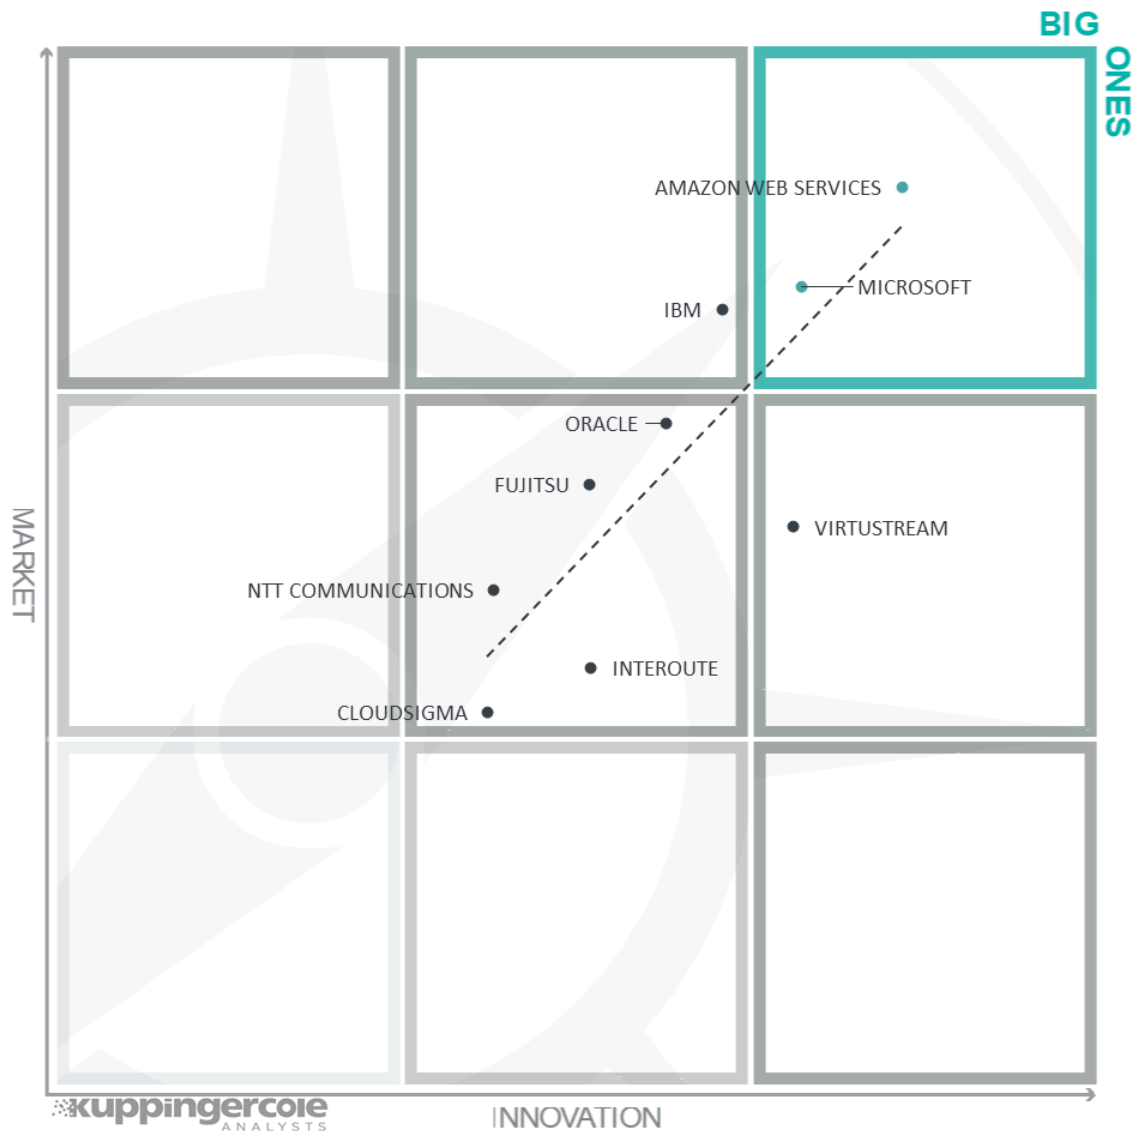 BIG
ONES
AMAZON WEB SERVICES
MICROSOFT
IBM
ORACLE
FUJITSU
VIRTUSTREAM
NTT COMMUNICATIONS
INTEROUTE
CLOUDSIGMA
MARKET
INNOVATION
kuppingercole
ANALYSTS